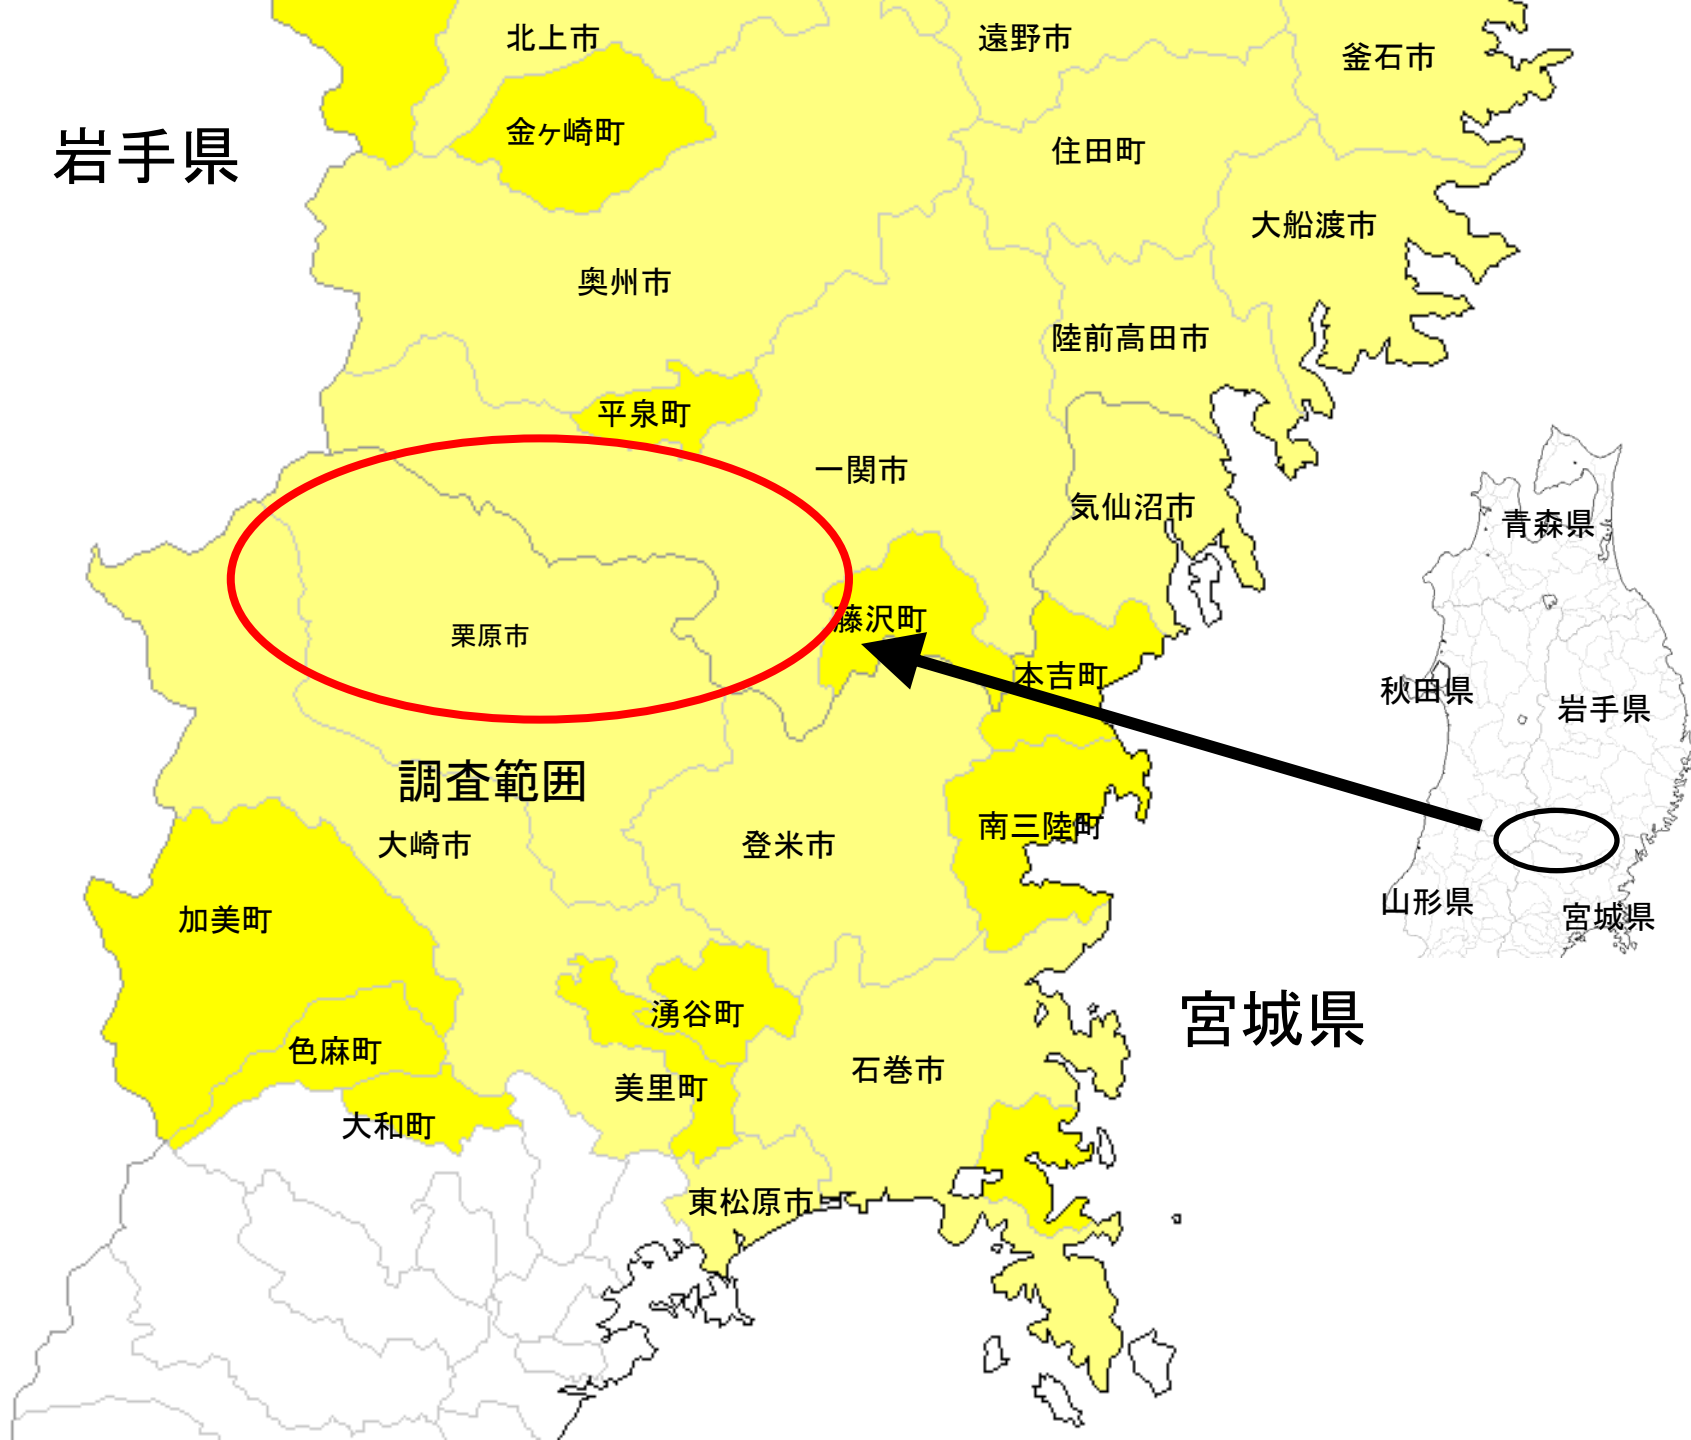 北上市
遠野市
釜石市
金ヶ崎町
岩手県
住田町
大船渡市
奥州市
陸前高田市
平泉町
一関市
気仙沼市
青森県
藤沢町
栗原市
本吉町
秋田県
岩手県
調査範囲
南三陸町
大崎市
登米市
山形県
宮城県
加美町
湧谷町
宮城県
色麻町
石巻市
美里町
大和町
東松原市